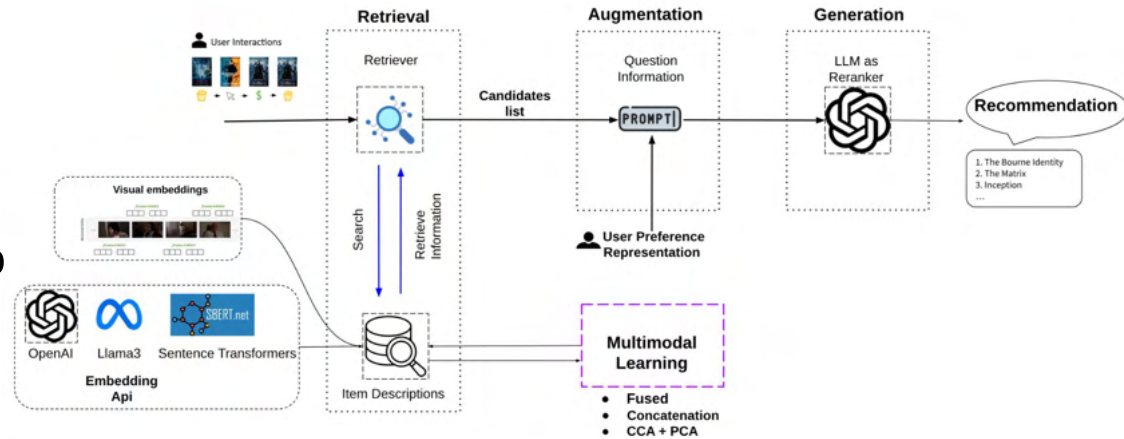 Retrieval
Augmentation
Generation
User Interactions
$
Retriever
Question
Information
LLM as
Reranker
Candidates
list
PROMPT
Recommendation
1. The Bourne Identity
2. The Matrix
3. Inception
...
Visual embeddings
Search
Retrieve
Information
User Preference
Representation
SBERT.net
OpenAI
Llama3
Sentence Transformers
Embedding
Api
Item Descriptions
Multimodal
Learning
● Fused
● Concatenation
● CCA + PCA